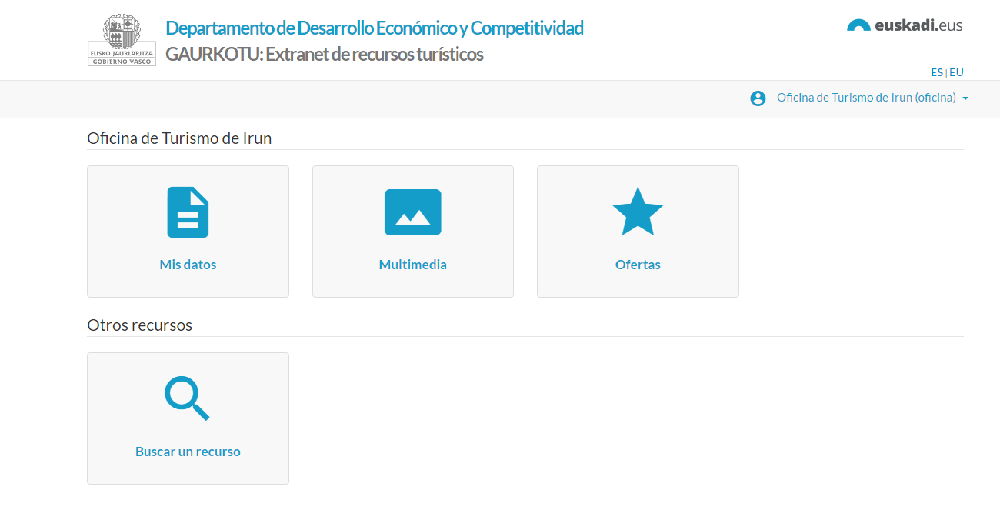 Departamento de Desarrollo Económico y Competitividad
GAURKOTU: Extranet de recursos turísticos
EUSKO JAURLARITZA
GOBIERNO VASCO
euskadi.eus
ES | EU
Oficina de Turismo de Irun (oficina)
Oficina de Turismo de Irun
Mis datos
Multimedia
Ofertas
Otros recursos
Buscar un recurso